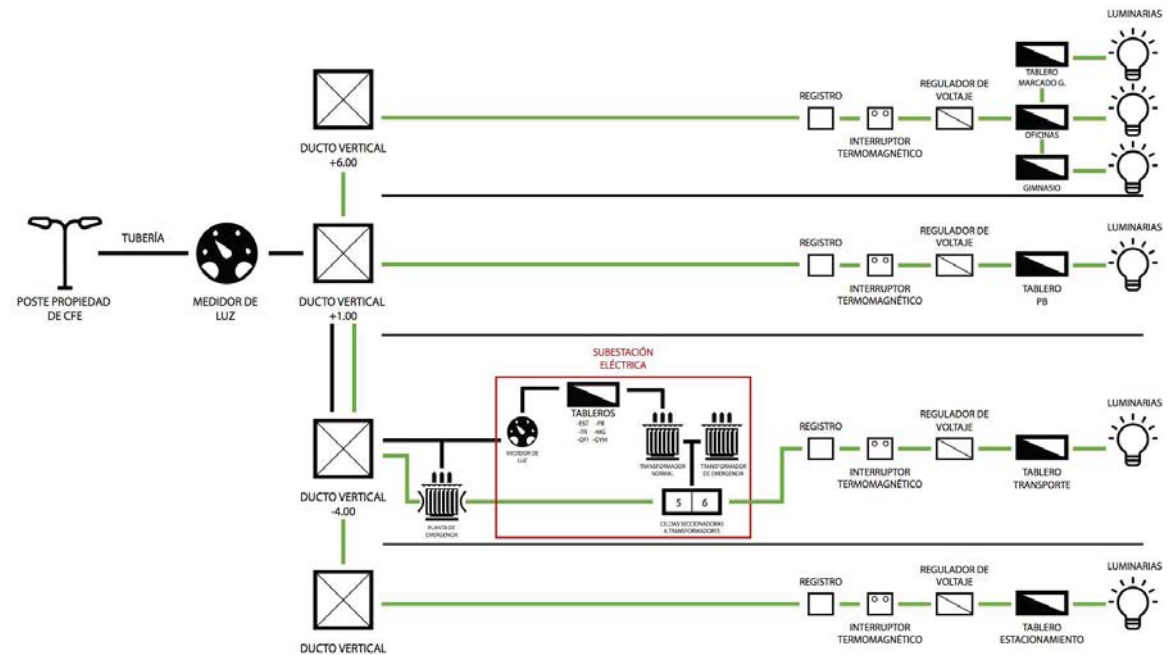 LUMINARIAS
TABLERO
MARCADO G.
REGISTRO
REGULADOR DE
VOLTAJE
INTERRUPTOR
TERMOMAGNÉTICO
OFICINAS
GIMNASIO
DUCTO VERTICAL
+6.00
POSTE PROPIEDAD
DE CFE
TUBERÍA
MEDIDOR DE
LUZ
DUCTO VERTICAL
+1.00
REGISTRO
INTERRUPTOR
TERMOMAGNÉTICO
REGULADOR DE
VOLTAJE
TABLERO
PB
LUMINARIAS
SUBESTACIÓN
ELÉCTRICA
TABLEROS
-EST -PB
-TR -MG
-OFI -GYM
MEDIDOR DE
LUZ
TRANSFORMADOR
NORMAL
TRANSFORMADOR
DE EMERGENCIA
5 6
CELDAS SECCIONADORAS
A TRANSFORMADORES
PLANTA DE
EMERGENCIA
DUCTO VERTICAL
-4.00
REGISTRO
INTERRUPTOR
TERMOMAGNÉTICO
REGULADOR DE
VOLTAJE
TABLERO
TRANSPORTE
LUMINARIAS
DUCTO VERTICAL
REGISTRO
INTERRUPTOR
TERMOMAGNÉTICO
REGULADOR DE
VOLTAJE
TABLERO
ESTACIONAMIENTO
LUMINARIAS